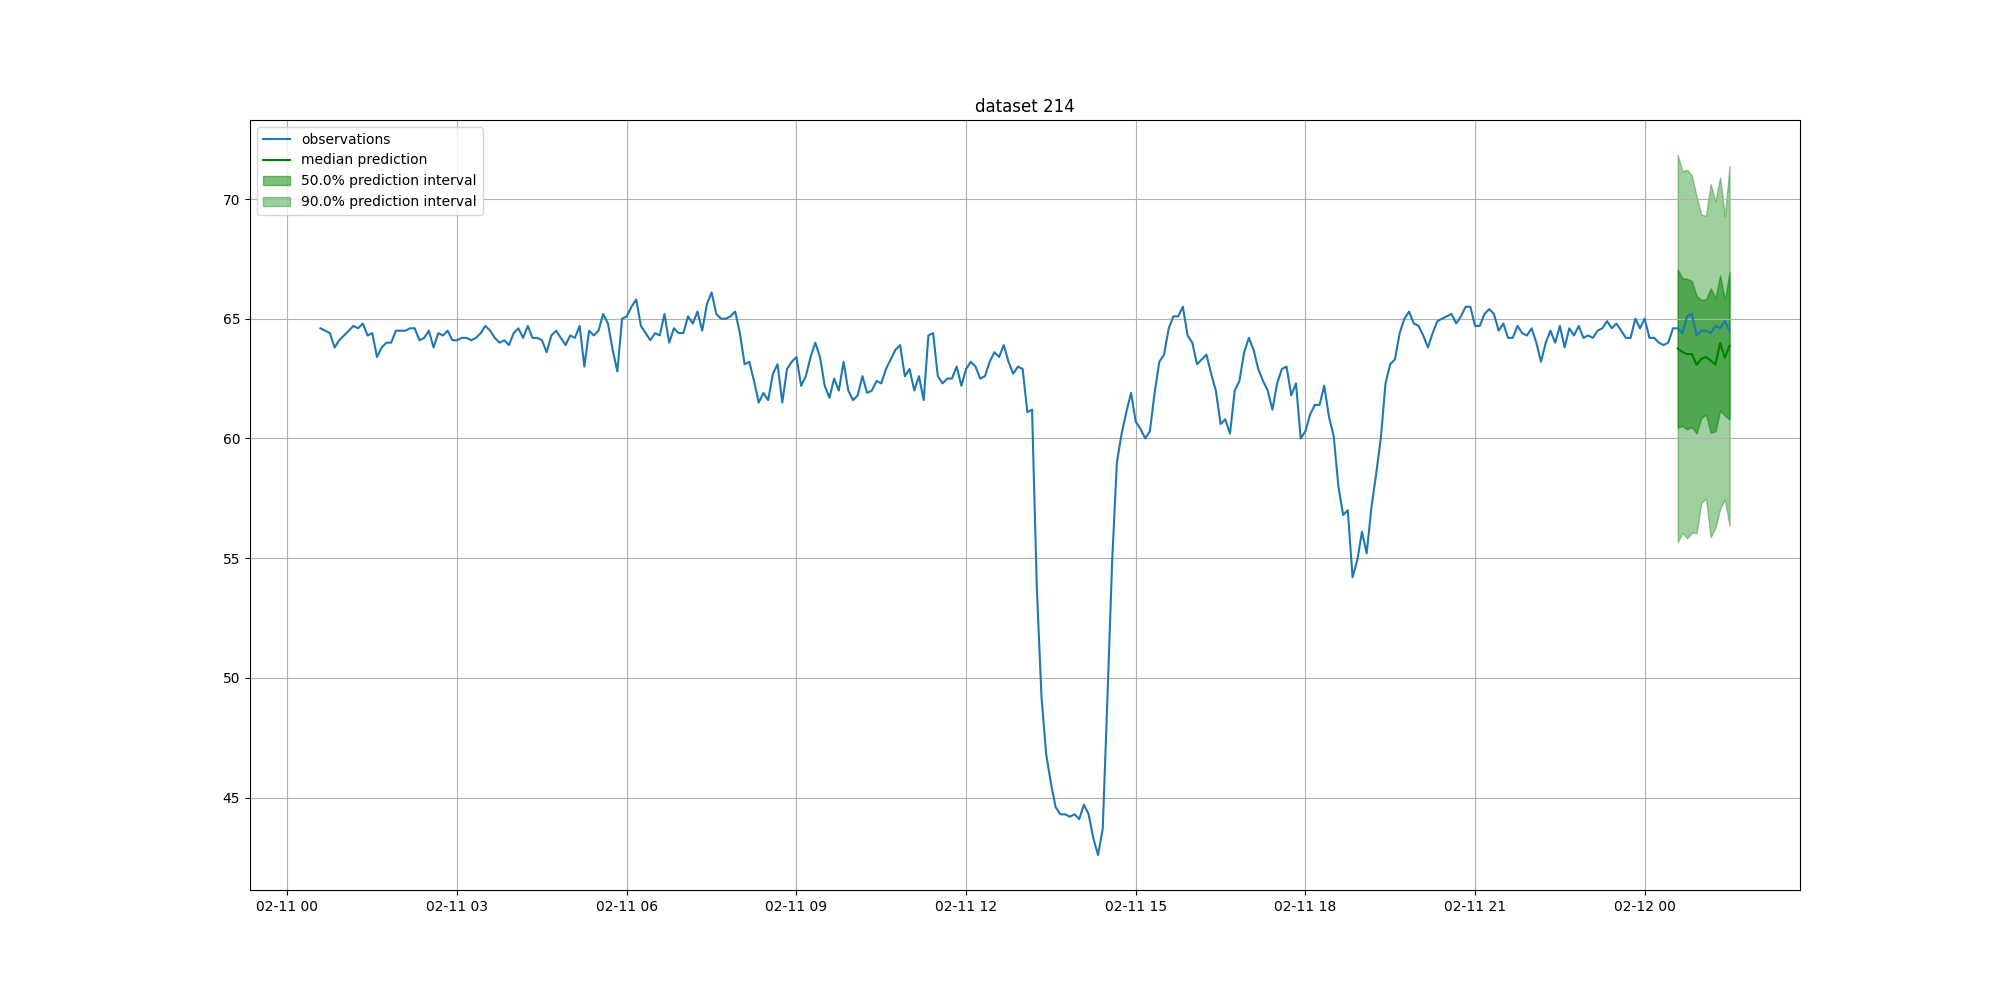 dataset 214
observations
median prediction
50.0% prediction interval
90.0% prediction interval
70
65
60
55
50
45
02-11 00 02-11 03 02-11 06 02-11 09 02-11 12 02-11 15 02-11 18 02-11 21 02-12 00